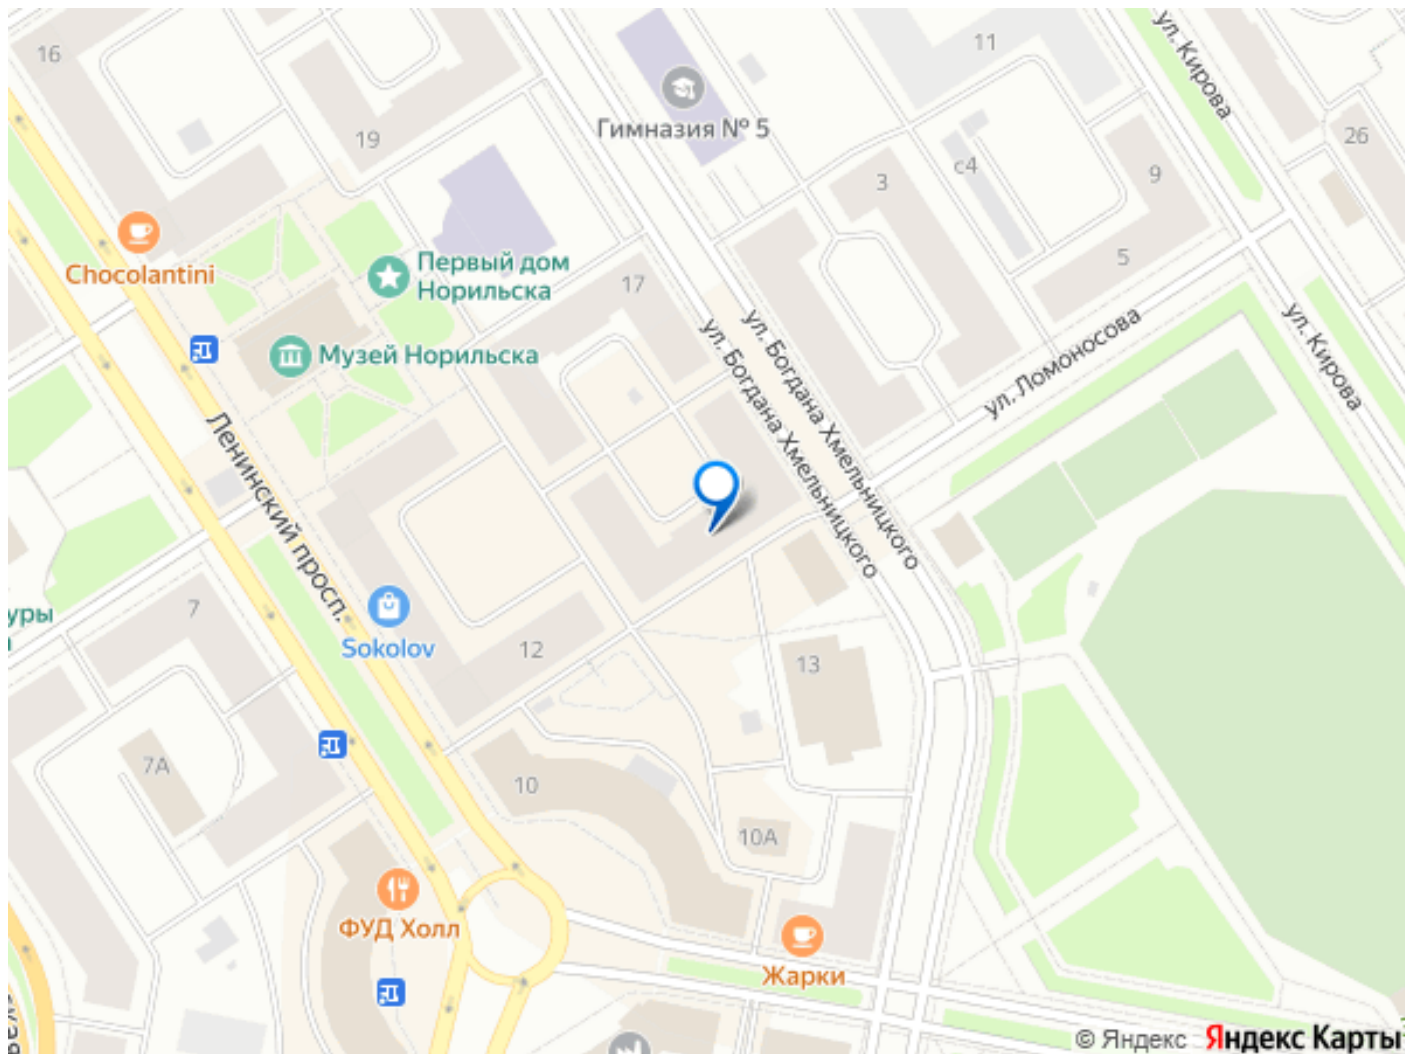 16
11
ул. Кирова
Гимназия № 5
26
19
3
с4
9
Chocolantini
Первый дом
Норильска
17
5
Музей Норильска
ул. Богдана Хмельницкого
ул. Богдана Хмельницкого
ул. Ломоносова
ул. Кирова
Ленинский просп.
7
уры
Sokolov
12
13
7А
10
10А
ФУД Холл
Жарки
© Яндекс Яндекс Карты